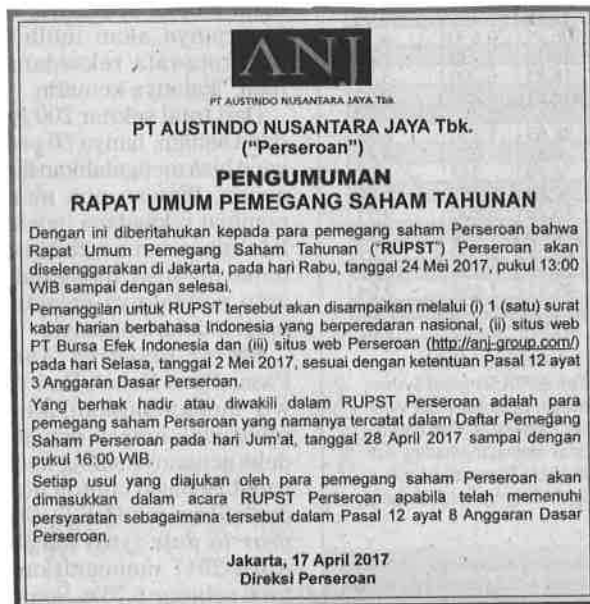 ANJ
PT AUSTINDO NUSANTARA JAYA Tbk
PT AUSTINDO NUSANTARA JAYA Tbk.
("Perseroan")
PENGUMUMAN
RAPAT UMUM PEMEGANG SAHAM TAHUNAN
Dengan ini diberitahukan kepada para pemegang saham Perseroan bahwa
Rapat Umum Pemegang Saham Tahunan ("RUPST") Perseroan akan
diselenggarakan di Jakarta, pada hari Rabu, tanggal 24 Mei 2017, pukul 13:00
WIB sampai dengan selesai.
Pemanggilan untuk RUPST tersebut akan disampaikan melalui (i) 1 (satu) surat
kabar harian berbahasa Indonesia yang berperedaran nasional, (ii) situs web
PT Bursa Efek Indonesia dan (iii) situs web Perseroan (http://anj-group.com/)
pada hari Selasa, tanggal 2 Mei 2017, sesuai dengan ketentuan Pasal 12 ayat
3 Anggaran Dasar Perseroan.
Yang berhak hadir atau diwakili dalam RUPST Perseroan adalah para
pemegang saham Perseroan yang namanya tercatat dalam Daftar Pemegang
Saham Perseroan pada hari Jum'at, tanggal 28 April 2017 sampai dengan
pukul 16:00 WIB.
Setiap usul yang diajukan oleh para pemegang saham Perseroan akan
dimasukkan dalam acara RUPST Perseroan apabila telah memenuhi
persyaratan sebagaimana tersebut dalam Pasal 12 ayat 8 Anggaran Dasar
Perseroan.
Jakarta, 17 April 2017
Direksi Perseroan